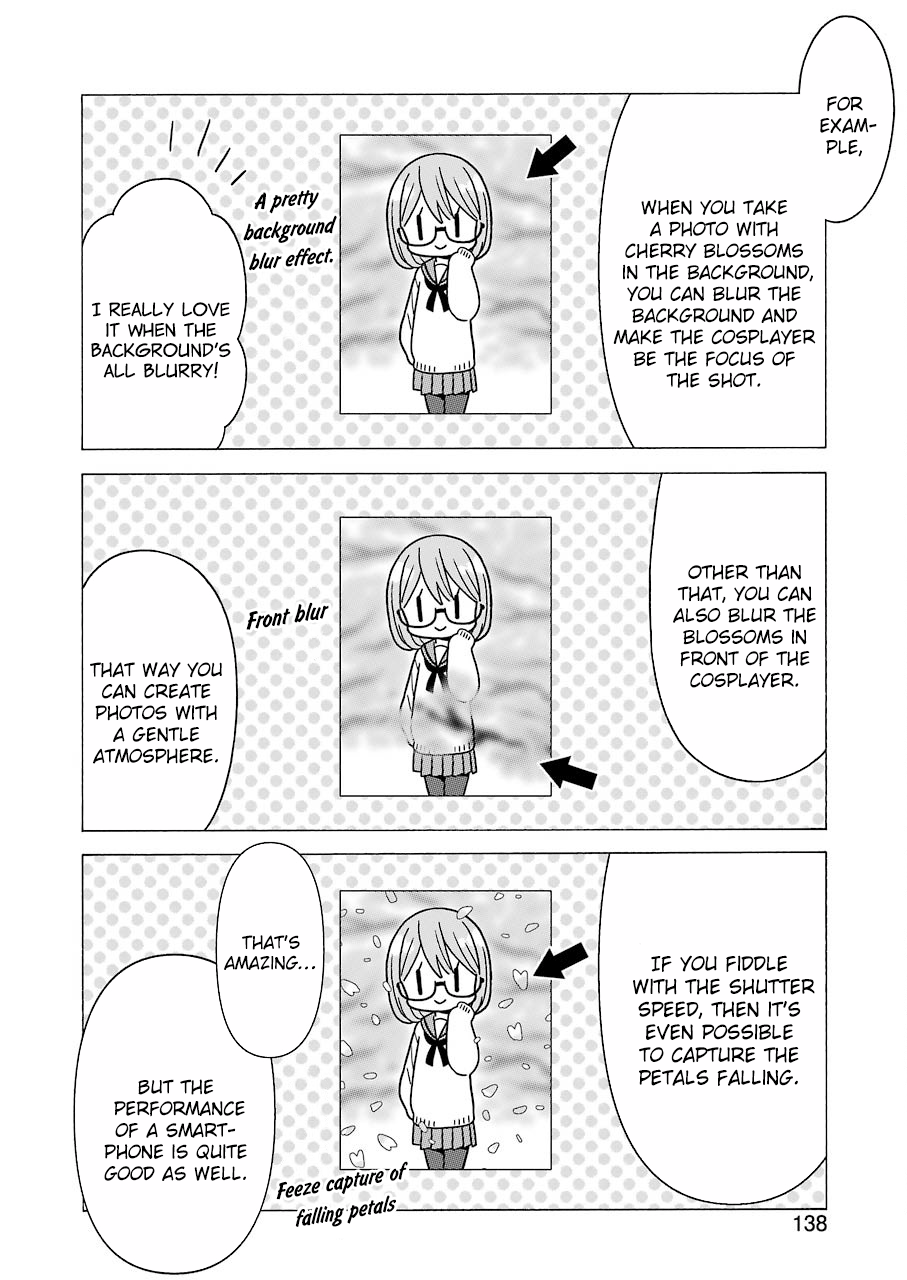 FOR
EXAM-
PLE,
WHEN YOU TAKE
A PHOTO WITH
CHERRY BLOSSOMS
IN THE BACKGROUND,
YOU CAN BLUR THE
BACKGROUND AND
MAKE THE COSPLAYER
BE THE FOCUS OF
THE SHOT.
A pretty
background
blur effect.
I REALLY LOVE
IT WHEN THE
BACKGROUND'S
ALL BLURRY!
OTHER THAN
THAT, YOU CAN
ALSO BLUR THE
BLOSSOMS IN
FRONT OF THE
COSPLAYER.
Front blur
THAT WAY YOU
CAN CREATE
PHOTOS WITH
A GENTLE
ATMOSPHERE.
IF YOU FIDDLE
WITH THE SHUTTER
SPEED, THEN IT'S
EVEN POSSIBLE
TO CAPTURE THE
PETALS FALLING.
Feeze capture of
falling petals
THAT'S
AMAZING...
BUT THE
PERFORMANCE
OF A SMART-
PHONE IS QUITE
GOOD AS WELL.
138